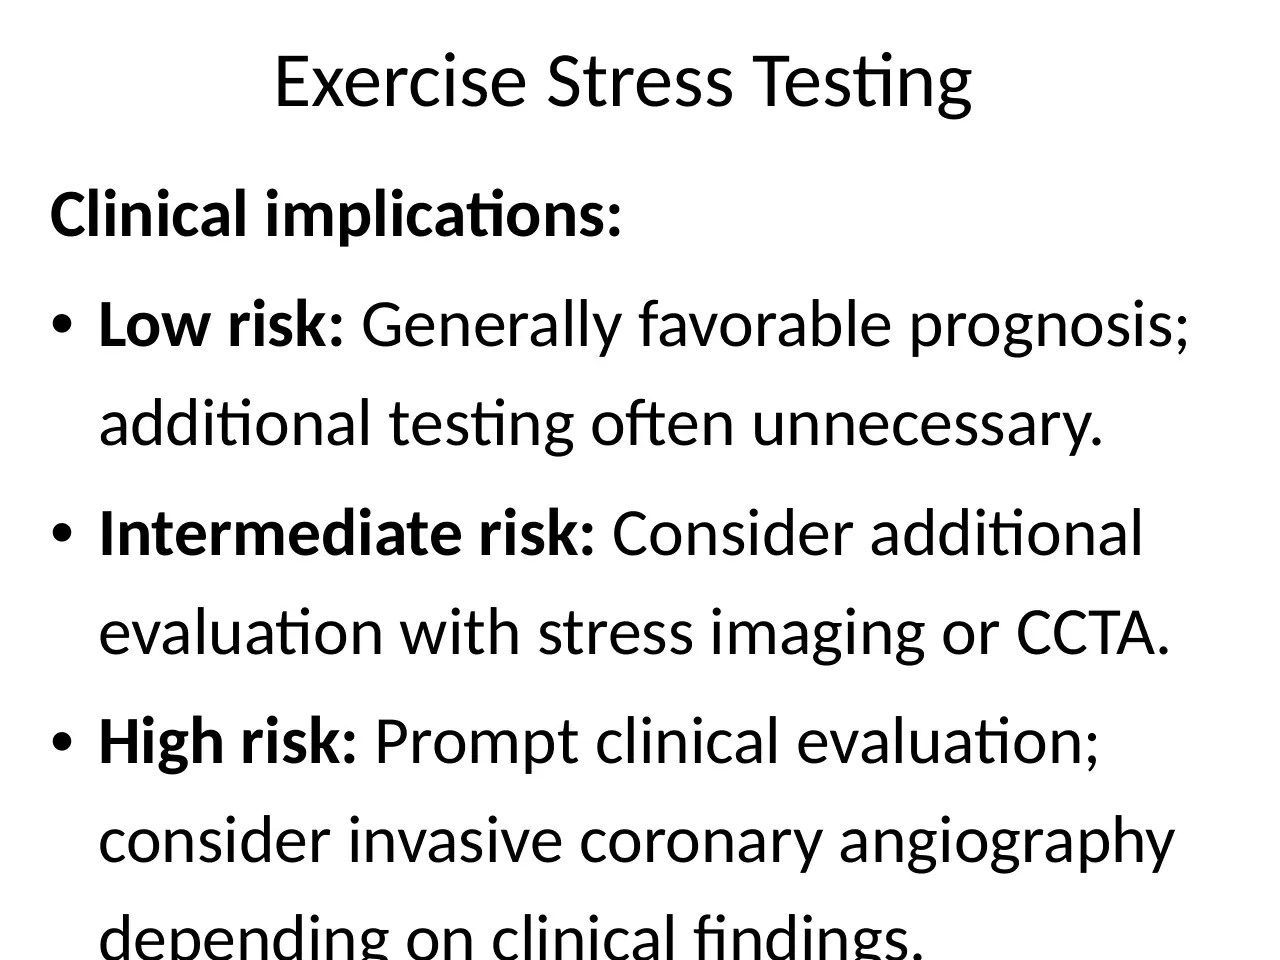 Exercise Stress Testing
Clinical implications:
• Low risk: Generally favorable prognosis;
additional testing often unnecessary.
• Intermediate risk: Consider additional
evaluation with stress imaging or CCTA.
• High risk: Prompt clinical evaluation;
consider invasive coronary angiography
depending on clinical findings.